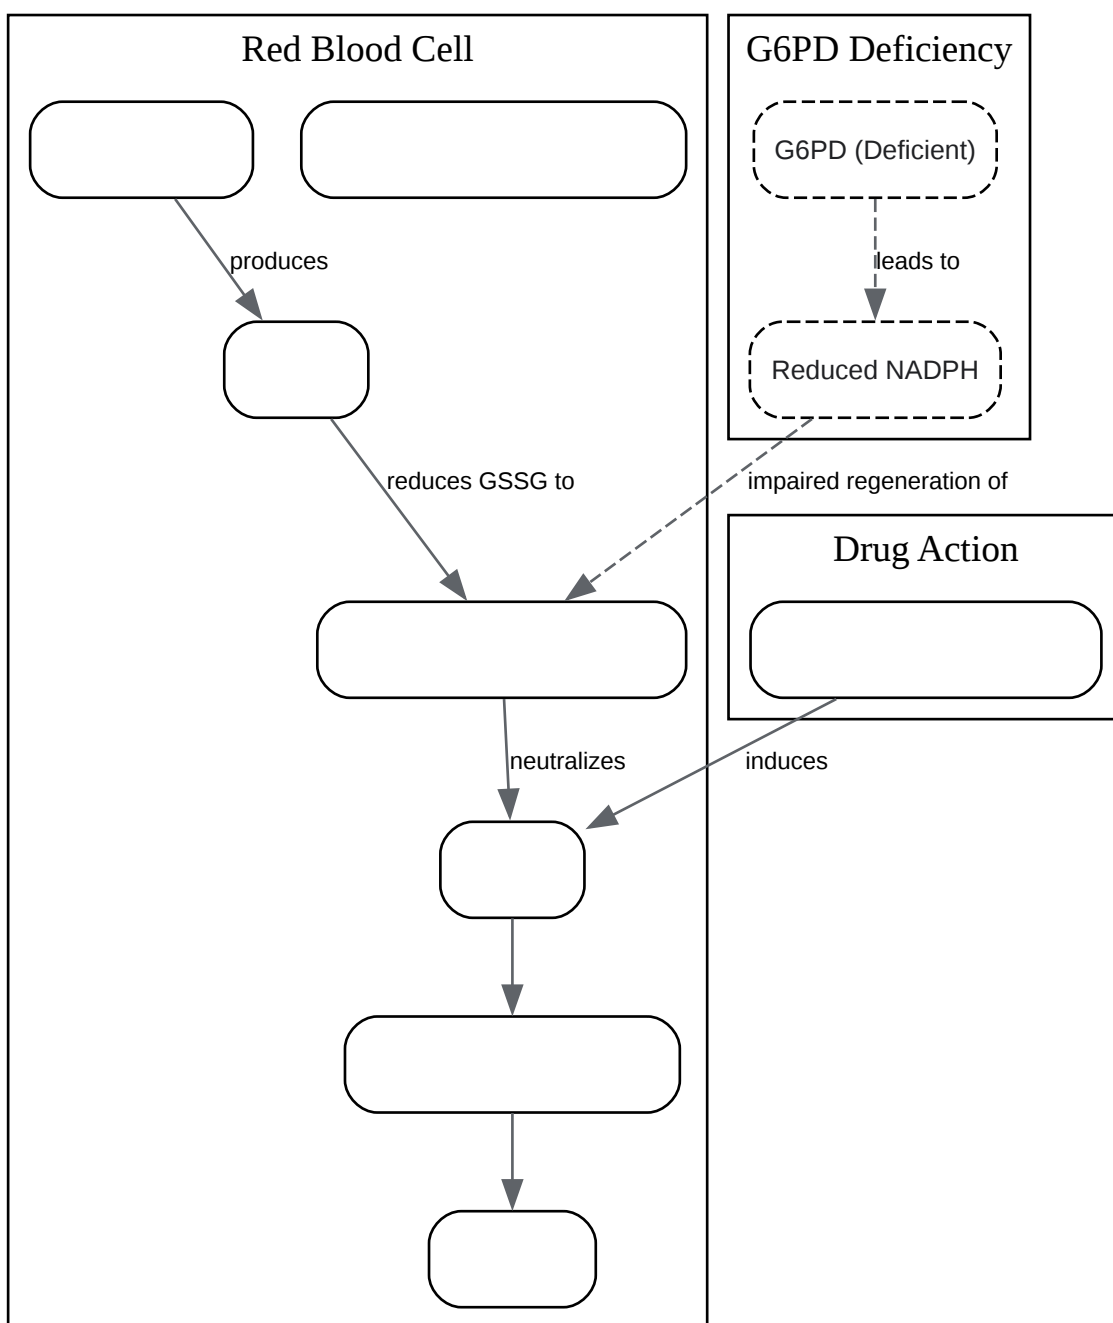 Red Blood Cell
G6PD Deficiency
G6PD (Deficient)
produces
leads to
Reduced NADPH
reduces GSSG to
impaired regeneration of
Drug Action
neutralizes
induces